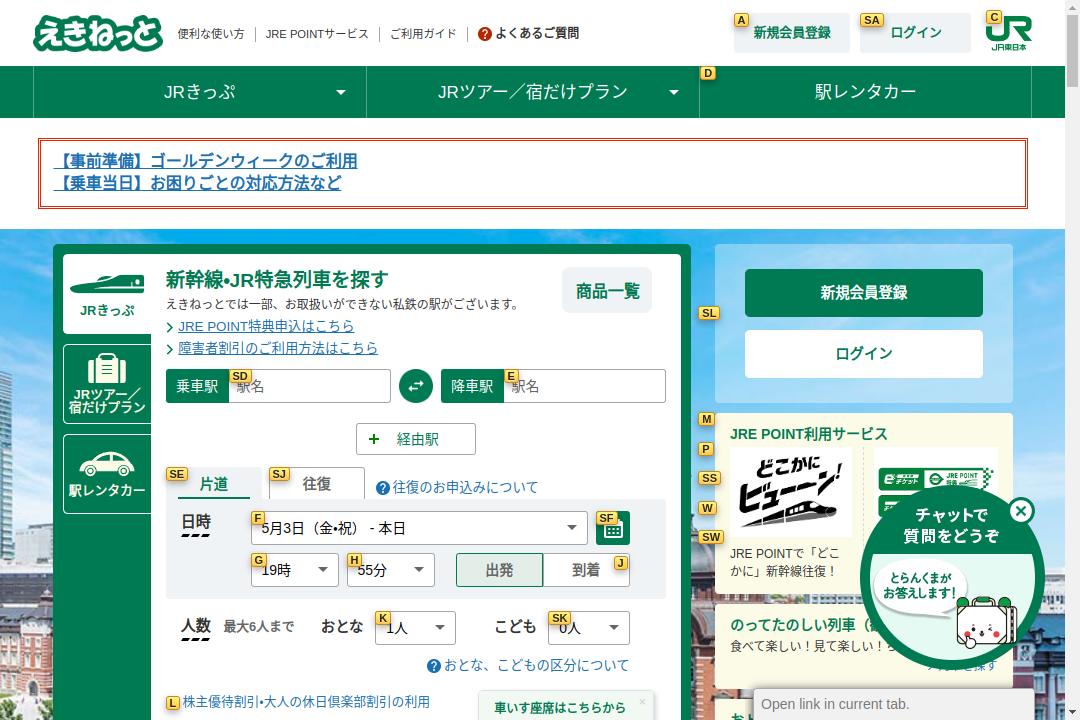 えきねっと
便利な使い方
JRE POINTサービス
ご利用ガイド
? よくあるご質問
A
新規会員登録
SA
ログイン
C
JR
JR東日本
JRきっぷ
JRツアー／宿だけプラン
D
駅レンタカー
【事前準備】ゴールデンウィークのご利用
【乗車当日】お困りごとの対応方法など
JRきっぷ
JRツアー／
宿だけプラン
駅レンタカー
新幹線•JR特急列車を探す
えきねっとでは一部、お取扱いができない私鉄の駅がございます。
JRE POINT特典申込はこちら
障害者割引のご利用方法はこちら
商品一覧
乗車駅
SD
駅名
降車駅
E
駅名
+ 経由駅
SE
片道
SJ
往復
? 往復のお申込みについて
日時
F
5月3日（金•祝） - 本日
SF
G
19時
H
55分
出発
到着
J
人数
最大6人まで
おとな
K
1人
こども
SK
0人
? おとな、こどもの区分について
L
株主優待割引•大人の休日倶楽部割引の利用
車いす座席はこちらから
×
新規会員登録
SL
ログイン
M
JRE POINT利用サービス
P
SS
W
SW
どこかに
ビューーン!
JREPOINTで「どこ
かに」新幹線往復！
のってたのしい列車
食べて楽しい！見て楽しい！
チャットで
質問をどうぞ
とらんくまが
お答えします!
Open link in current tab.